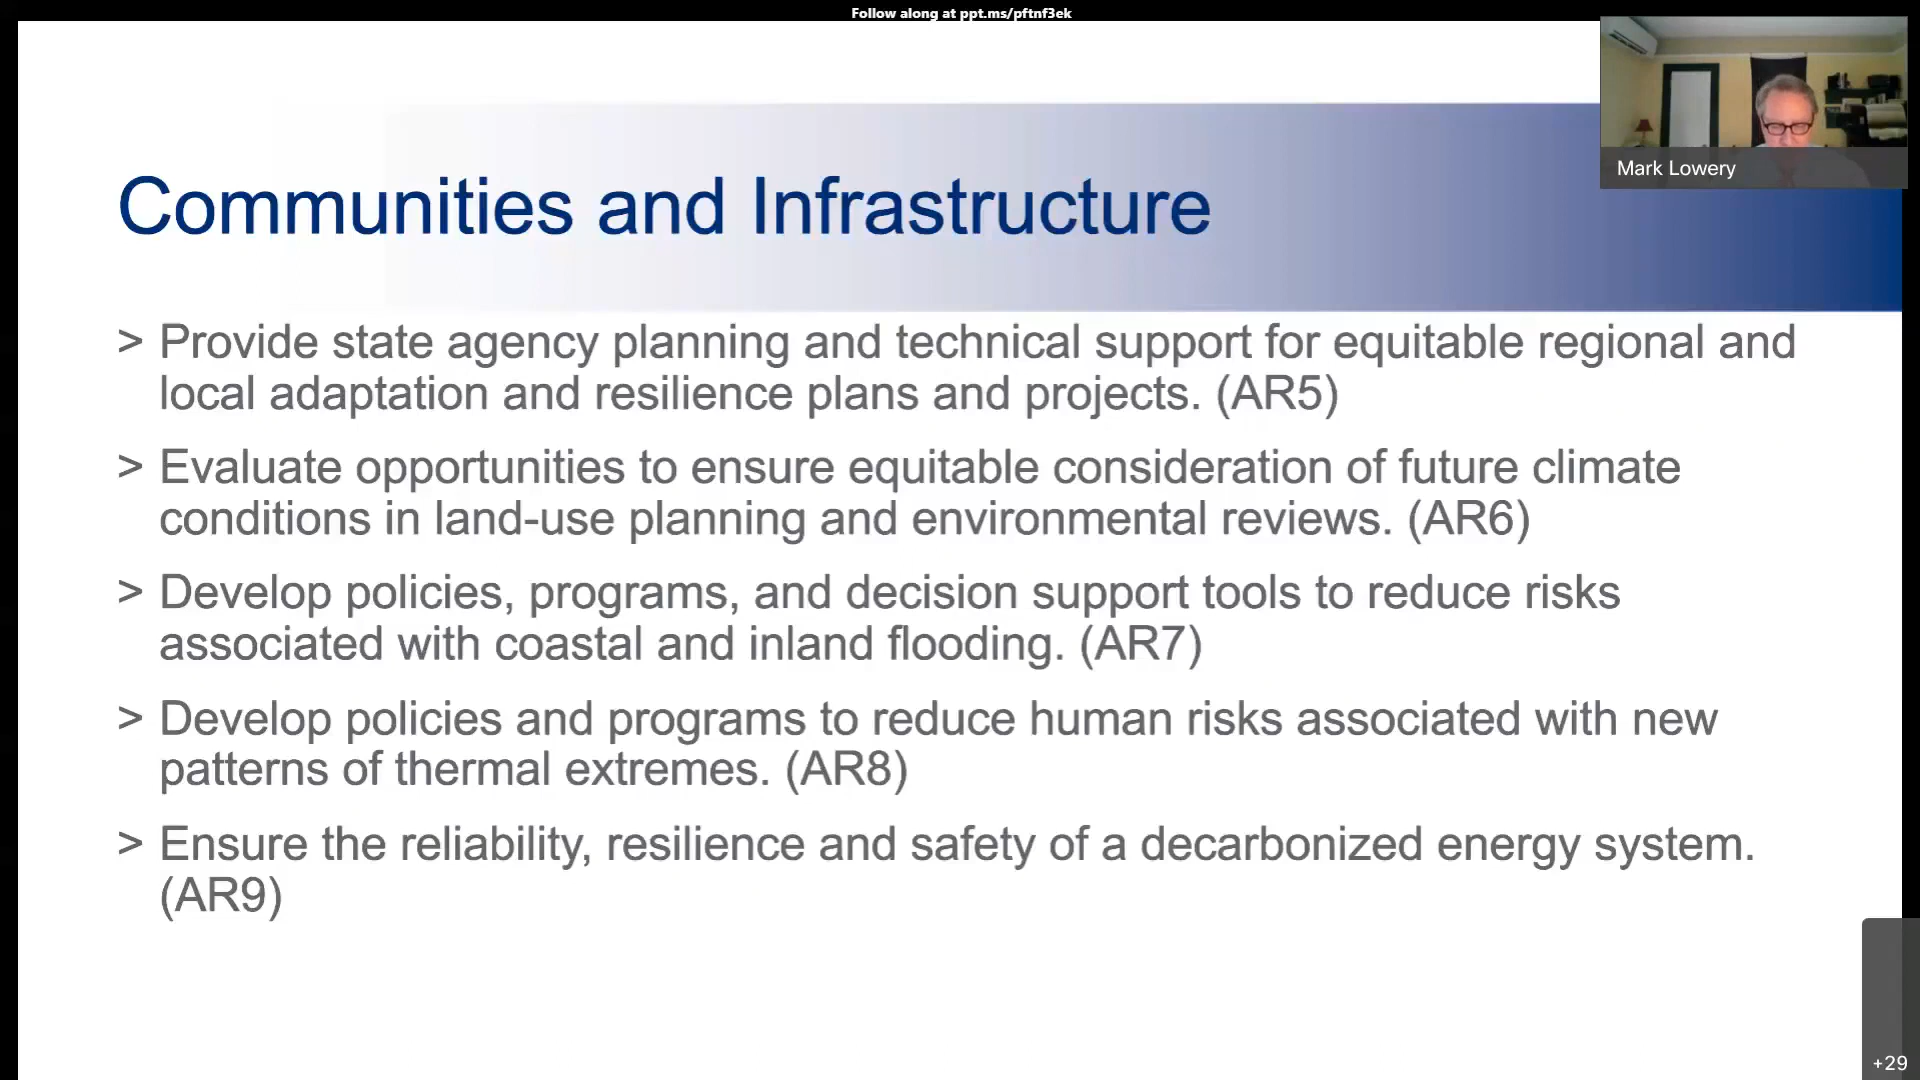 Follow along at ppt.ms/pftnf3ek
Mark Lowery
Communities and Infrastructure
> Provide state agency planning and technical support for equitable regional and
local adaptation and resilience plans and projects. (AR5)
> Evaluate opportunities to ensure equitable consideration of future climate
conditions in land-use planning and environmental reviews. (AR6)
> Develop policies, programs, and decision support tools to reduce risks
associated with coastal and inland flooding. (AR7)
> Develop policies and programs to reduce human risks associated with new
patterns of thermal extremes. (AR8)
> Ensure the reliability, resilience and safety of a decarbonized energy system.
(AR9)
+29